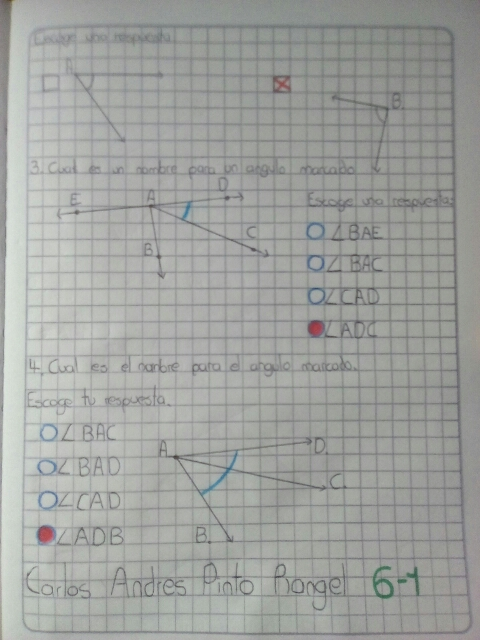 Escoge una respuesta
A
B.
3. Cual es un nombre para un angulo marcado
E A D
C
B
Escoge una respuesta:
∠BAE
∠BAC
∠CAD
∠ADC
4. Cual es el nombre para el angulo marcado.
Escoge tu respuesta.
∠BAC
∠BAD
∠CAD
∠ADB
A D.
C.
B.
Carlos Andres Pinto Rangel 6-1